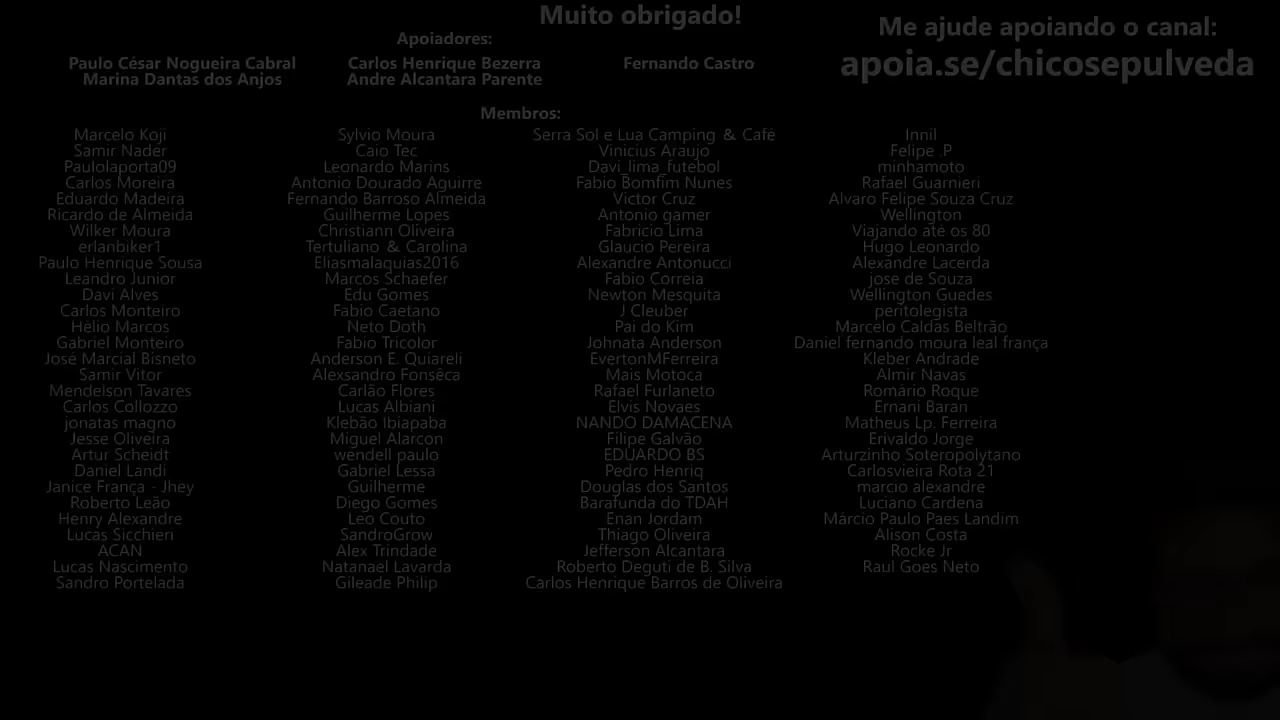 Muito obrigado!
Me ajude apoiando o canal:
apoia.se/chicosepulveda
Apoiadores:
Paulo César Nogueira Cabral
Marina Dantas dos Anjos
Carlos Henrique Bezerra
Andre Alcantara Parente
Fernando Castro
Membros:
Marcelo Koji
Samir Nader
Paulolaporta09
Carlos Moreira
Eduardo Madeira
Ricardo de Almeida
Wilker Moura
erlanbiker1
Paulo Henrique Sousa
Leandro Junior
Davi Alves
Carlos Monteiro
Hélio Marcos
Gabriel Monteiro
José Marcial Bisneto
Samir Vitor
Mendelson Tavares
Carlos Collozzo
jonatas magno
Jesse Oliveira
Artur Scheidt
Daniel Landi
Janice França - Jhey
Roberto Leão
Henry Alexandre
Lucas Sicchieri
ACAN
Lucas Nascimento
Sandro Portelada
Sylvio Moura
Caio Tec
Leonardo Marins
Antonio Dourado Aguirre
Fernando Barroso Almeida
Guilherme Lopes
Christiann Oliveira
Tertuliano & Carolina
Eliasmalaquias2016
Marcos Schaefer
Edu Gomes
Fabio Caetano
Neto Doth
Fabio Tricolor
Anderson E. Quiareli
Alexsandro Fonsêca
Carlão Flores
Lucas Albiani
Klebão Ibiapaba
Miguel Alarcon
wendell paulo
Gabriel Lessa
Guilherme
Diego Gomes
Leo Couto
SandroGrow
Alex Trindade
Natanael Lavarda
Gileade Philip
Serra Sol e Lua Camping & Café
Vinicius Araujo
Davi_lima_futebol
Fabio Bomfim Nunes
Victor Cruz
Antonio gamer
Fabricio Lima
Glaucio Pereira
Alexandre Antonucci
Fabio Correia
Newton Mesquita
J Cleuber
Pai do Kim
Johnata Anderson
EvertonMFerreira
Mais Motoca
Rafael Furlaneto
Elvis Novaes
NANDO DAMACENA
Filipe Galvão
EDUARDO BS
Pedro Henriq
Douglas dos Santos
Barafunda do TDAH
Enan Jordam
Thiago Oliveira
Jefferson Alcantara
Roberto Deguti de B. Silva
Carlos Henrique Barros de Oliveira
Innil
Felipe .P
minhamoto
Rafael Guarnieri
Alvaro Felipe Souza Cruz
Wellington
Viajando até os 80
Hugo Leonardo
Alexandre Lacerda
jose de Souza
Wellington Guedes
peritolegista
Marcelo Caldas Beltrão
Daniel fernando moura leal frança
Kleber Andrade
Almir Navas
Romário Roque
Ernani Baran
Matheus Lp. Ferreira
Erivaldo Jorge
Arturzinho Soteropolytano
Carlosvieira Rota 21
marcio alexandre
Luciano Cardena
Márcio Paulo Paes Landim
Alison Costa
Rocke Jr
Raul Goes Neto